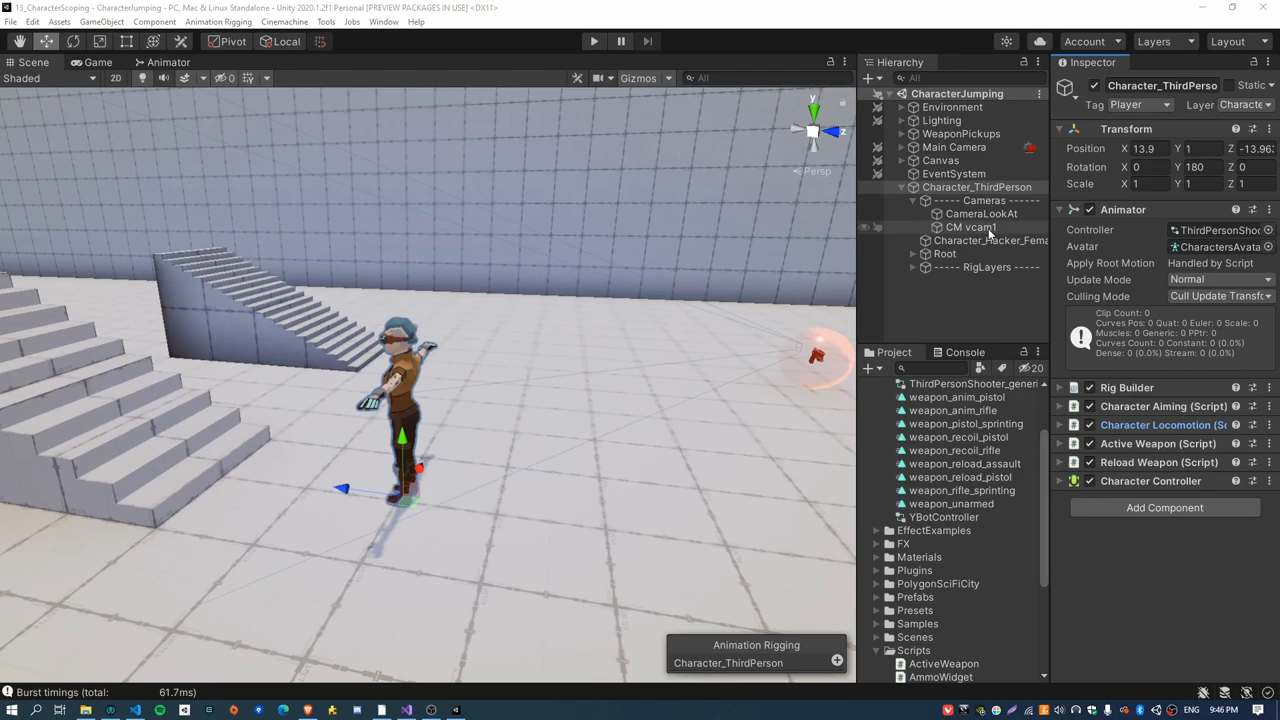 13_CharacterScoping - CharacterJumping - PC, Mac & Linux Standalone - Unity 2020.1.2f1 Personal [PREVIEW PACKAGES IN USE] <DX11>
File Edit Assets GameObject Component Animation Rigging Cinemachine Tools Jobs Window Help
Pivot Local Account Layers Layout
Scene Game Animator
Shaded 2D 0 Gizmos All
y
z
Persp
Animation Rigging
Character_ThirdPerson
Hierarchy
All
CharacterJumping
Environment
Lighting
WeaponPickups
Main Camera
Canvas
EventSystem
Character_ThirdPerson
----- Cameras ------
CameraLookAt
CM vcam1
Character_Hacker_Fema
Root
----- RigLayers -----
Project Console
20
ThirdPersonShooter_generi
weapon_anim_pistol
weapon_anim_rifle
weapon_pistol_sprinting
weapon_recoil_pistol
weapon_recoil_rifle
weapon_reload_assault
weapon_reload_pistol
weapon_rifle_sprinting
weapon_unarmed
YBotController
EffectExamples
FX
Materials
Plugins
PolygonSciFiCity
Prefabs
Presets
Samples
Scenes
Scripts
ActiveWeapon
AmmoWidget
Inspector
Character_ThirdPerso Static
Tag Player Layer Characte
Transform
Position X 13.9 Y 1 Z -13.963
Rotation X 0 Y 180 Z 0
Scale X 1 Y 1 Z 1
Animator
Controller ThirdPersonShoo
Avatar CharactersAvata
Apply Root Motion Handled by Script
Update Mode Normal
Culling Mode Cull Update Transf
Clip Count: 0
Curves Pos: 0 Quat: 0 Euler: 0 Scale: 0
Muscles: 0 Generic: 0 PPtr: 0
Curves Count: 0 Constant: 0 (0.0%)
Dense: 0 (0.0%) Stream: 0 (0.0%)
Rig Builder
Character Aiming (Script)
Character Locomotion (Sc
Active Weapon (Script)
Reload Weapon (Script)
Character Controller
Add Component
Burst timings (total: 61.7ms)
ENG 9:46 PM